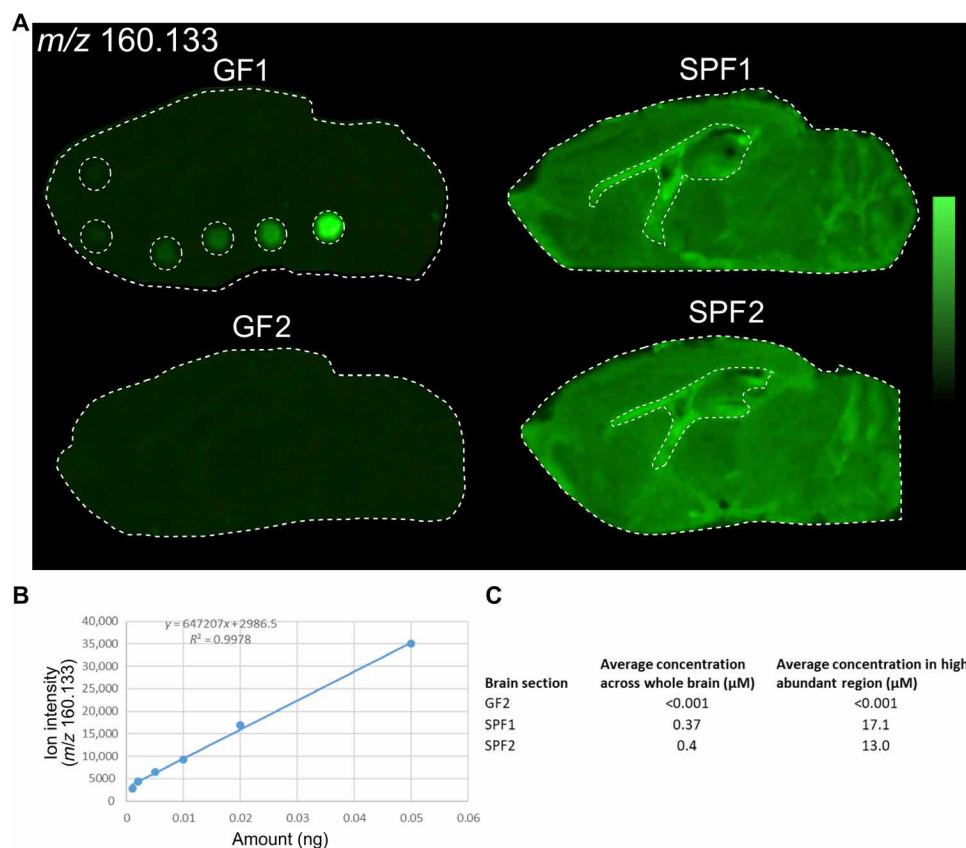 A
m/z 160.133
GF1
SPF1
GF2
SPF2
B
y = 647207x + 2986.5
R² = 0.9978
40,000
35,000
30,000
25,000
20,000
15,000
10,000
5000
0
Ion intensity
(m/z 160.133)
0 0.01 0.02 0.03 0.04 0.05 0.06
Amount (ng)
C
Brain section Average concentration across whole brain (μM) Average concentration in high abundant region (μM)
GF2 <0.001 <0.001
SPF1 0.37 17.1
SPF2 0.4 13.0